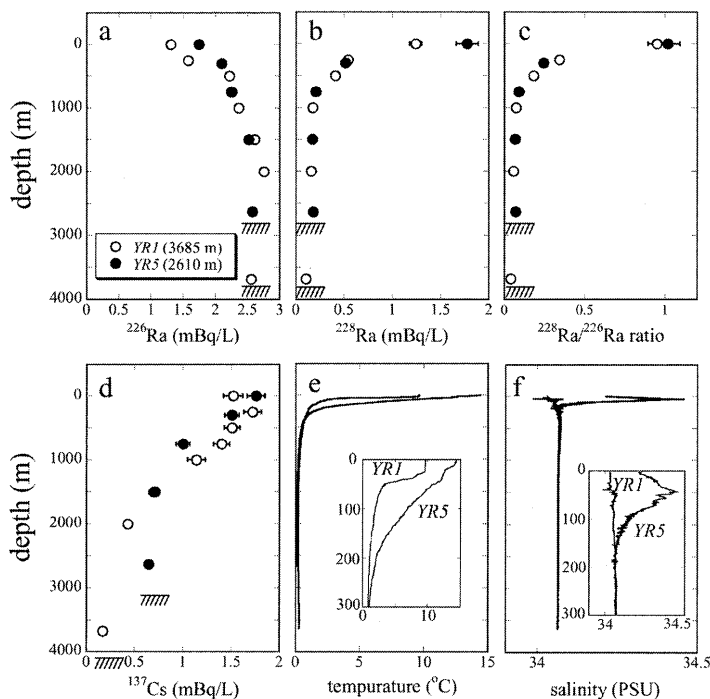 a
b
c
0
1000
2000
3000
4000
depth (m)
YR1 (3685 m)
YR5 (2610 m)
0 0.5 1 1.5 2 2.5 3
226Ra (mBq/L)
0 0.5 1 1.5 2
228Ra (mBq/L)
0 0.5 1
228Ra/226Ra ratio
d
e
f
0
1000
2000
3000
4000
depth (m)
0 0.5 1 1.5 2
137Cs (mBq/L)
0
100
200
300
YR1
YR5
0 10
0 5 10 15
tempurature (°C)
0
100
200
300
YR1
YR5
34 34.5
34 34.5
salinity (PSU)